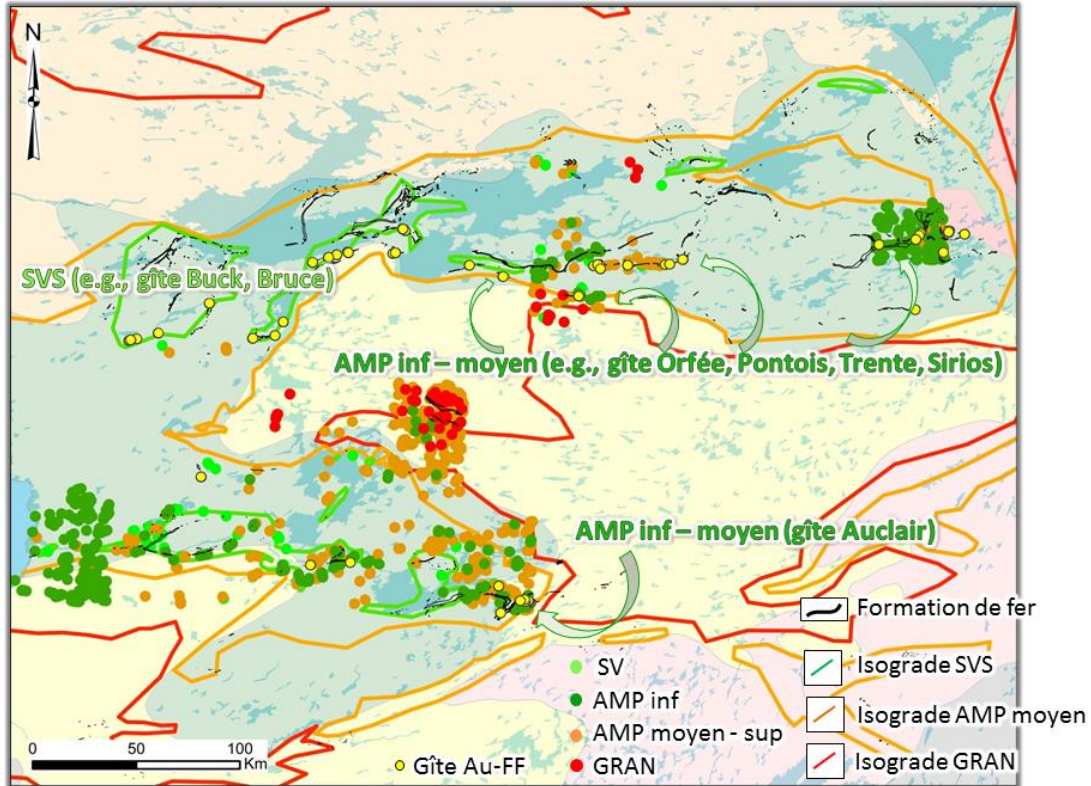 N
SVS (e.g., gîte Buck, Bruce)
AMP inf – moyen (e.g., gîte Orfée, Pontois, Trente, Sirios)
AMP inf – moyen (gîte Auclair)
Formation de fer
SV
Isograde SVS
AMP inf
AMP moyen - sup
Isograde AMP moyen
GRAN
Isograde GRAN
Gîte Au-FF
0 50 100
Km